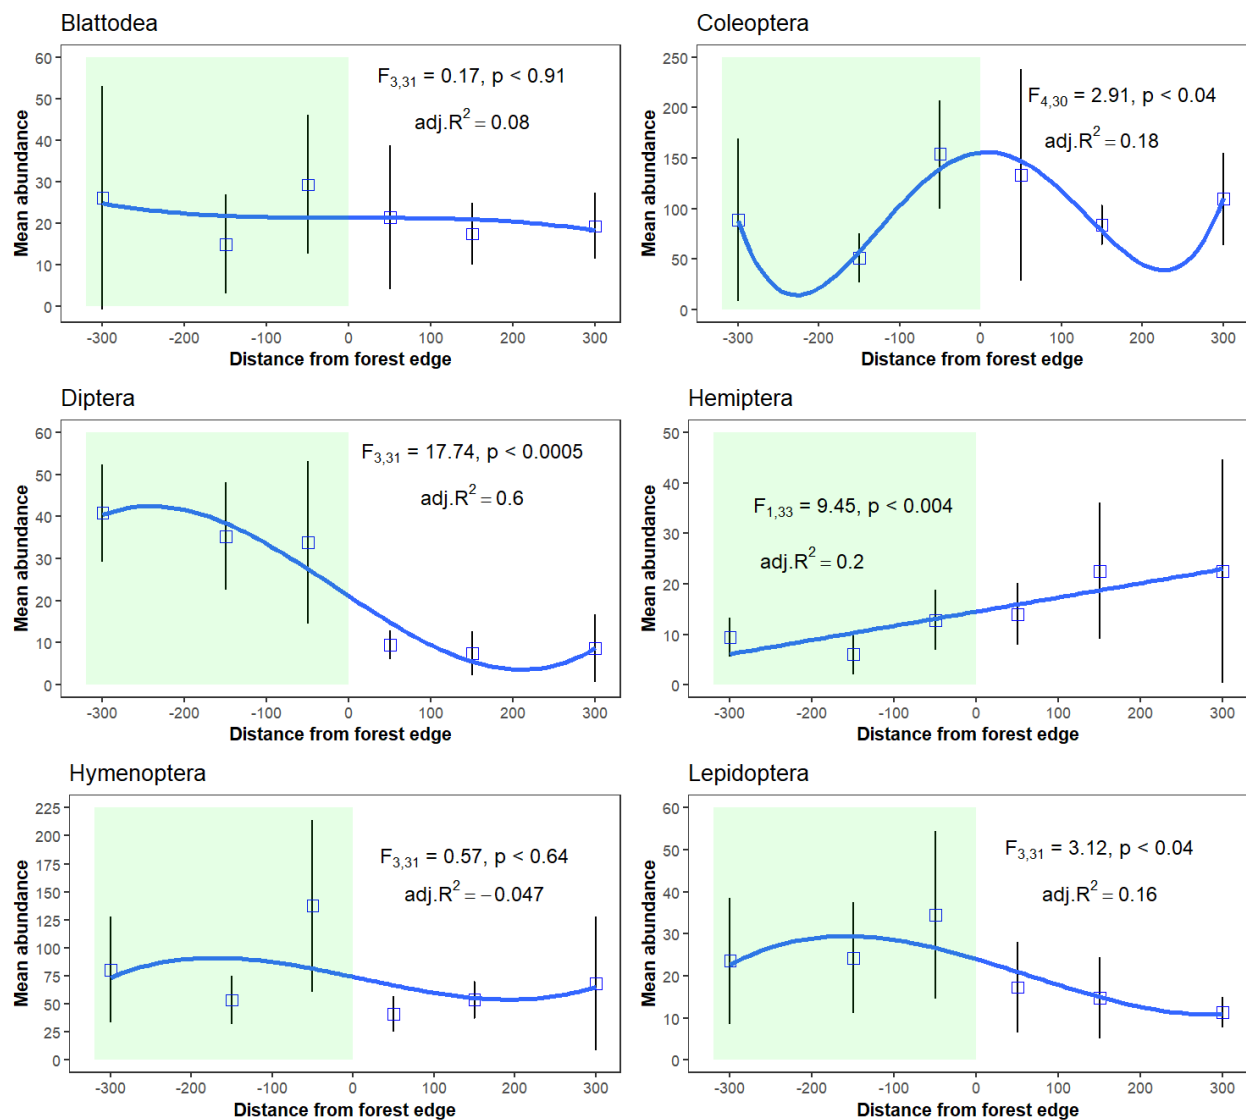 Blattodea
60
50
40
30
20
10
0
Mean abundance
F3,31 = 0.17, p < 0.91
adj.R2 = 0.08
-300 -200 -100 0 100 200 300
Distance from forest edge
Coleoptera
250
200
150
100
50
0
Mean abundance
F4,30 = 2.91, p < 0.04
adj.R2 = 0.18
-300 -200 -100 0 100 200 300
Distance from forest edge
Diptera
60
50
40
30
20
10
0
Mean abundance
F3,31 = 17.74, p < 0.0005
adj.R2 = 0.6
-300 -200 -100 0 100 200 300
Distance from forest edge
Hemiptera
50
40
30
20
10
0
Mean abundance
F1,33 = 9.45, p < 0.004
adj.R2 = 0.2
-300 -200 -100 0 100 200 300
Distance from forest edge
Hymenoptera
225
200
175
150
125
100
75
50
25
0
Mean abundance
F3,31 = 0.57, p < 0.64
adj.R2 = −0.047
-300 -200 -100 0 100 200 300
Distance from forest edge
Lepidoptera
60
50
40
30
20
10
0
Mean abundance
F3,31 = 3.12, p < 0.04
adj.R2 = 0.16
-300 -200 -100 0 100 200 300
Distance from forest edge